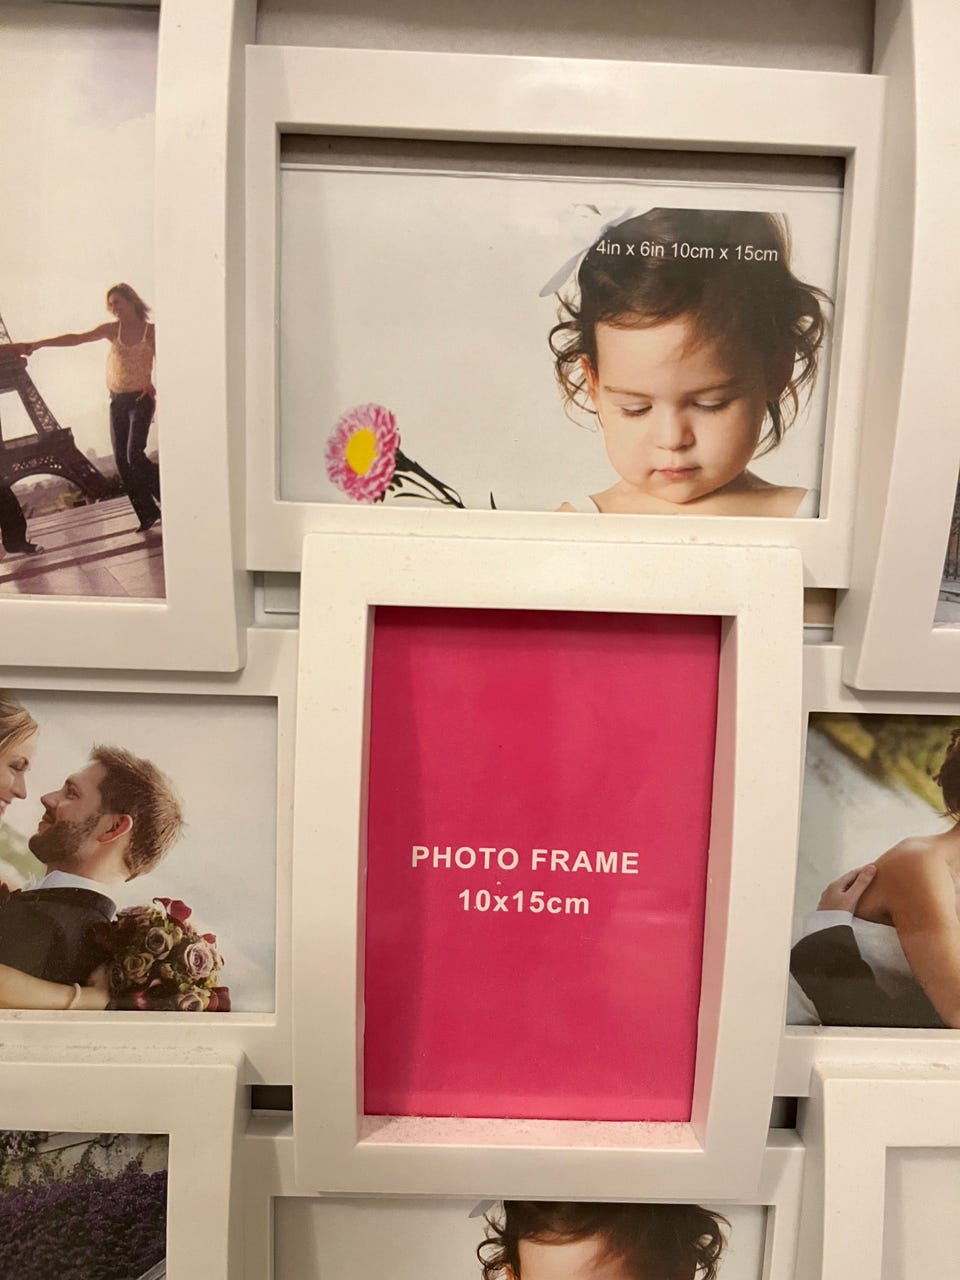 4in x 6in 10cm x 15cm
PHOTO FRAME
10x15cm